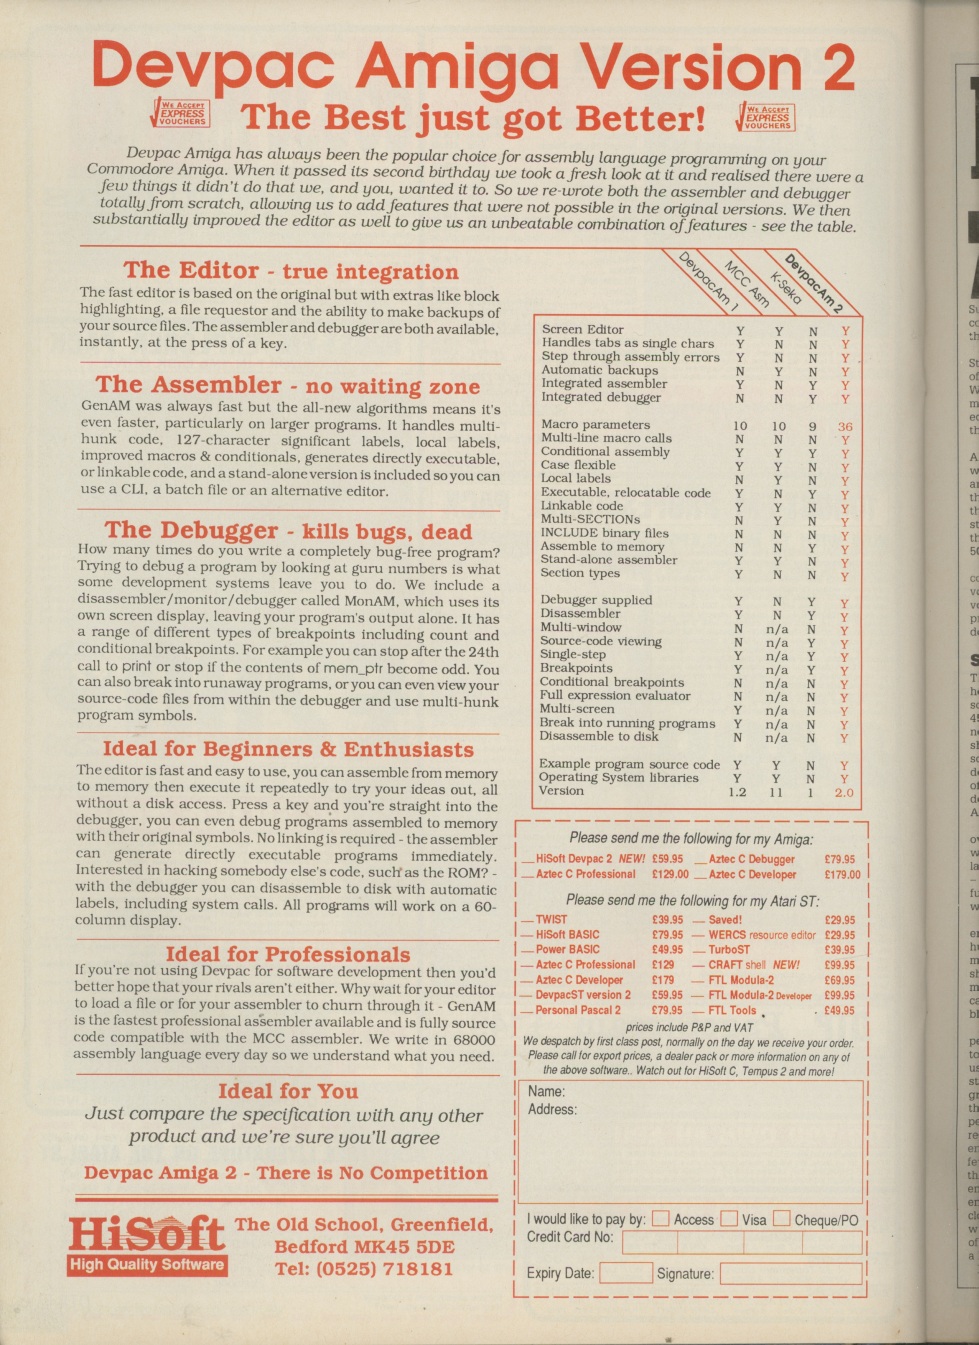 Devpac Amiga Version 2
WE ACCEPT
EXPRESS
VOUCHERS
The Best just got Better!
WE ACCEPT
EXPRESS
VOUCHERS
Devpac Amiga has always been the popular choice for assembly language programming on your
Commodore Amiga. When it passed its second birthday we took a fresh look at it and realised there were a
few things it didn't do that we, and you, wanted it to. So we re-wrote both the assembler and debugger
totally from scratch, allowing us to add features that were not possible in the original versions. We then
substantially improved the editor as well to give us an unbeatable combination of features - see the table.
The Editor - true integration
The fast editor is based on the original but with extras like block
highlighting, a file requestor and the ability to make backups of
your source files. The assembler and debugger are both available,
instantly, at the press of a key.
The Assembler - no waiting zone
GenAM was always fast but the all-new algorithms means it's
even faster, particularly on larger programs. It handles multi-
hunk code, 127-character significant labels, local labels,
improved macros & conditionals, generates directly executable,
or linkable code, and a stand-alone version is included so you can
use a CLI, a batch file or an alternative editor.
The Debugger - kills bugs, dead
How many times do you write a completely bug-free program?
Trying to debug a program by looking at guru numbers is what
some development systems leave you to do. We include a
disassembler/monitor/debugger called MonAM, which uses its
own screen display, leaving your program's output alone. It has
a range of different types of breakpoints including count and
conditional breakpoints. For example you can stop after the 24th
call to print or stop if the contents of mem_ptr become odd. You
can also break into runaway programs, or you can even view your
source-code files from within the debugger and use multi-hunk
program symbols.
Ideal for Beginners & Enthusiasts
The editor is fast and easy to use, you can assemble from memory
to memory then execute it repeatedly to try your ideas out, all
without a disk access. Press a key and you're straight into the
debugger, you can even debug programs assembled to memory
with their original symbols. No linking is required - the assembler
can generate directly executable programs immediately.
Interested in hacking somebody else's code, such as the ROM? -
with the debugger you can disassemble to disk with automatic
labels, including system calls. All programs will work on a 60-
column display.
Ideal for Professionals
If you're not using Devpac for software development then you'd
better hope that your rivals aren't either. Why wait for your editor
to load a file or for your assembler to churn through it - GenAM
is the fastest professional assembler available and is fully source
code compatible with the MCC assembler. We write in 68000
assembly language every day so we understand what you need.
Ideal for You
Just compare the specification with any other
product and we're sure you'll agree
Devpac Amiga 2 - There is No Competition
HiSoft
High Quality Software
The Old School, Greenfield,
Bedford MK45 5DE
Tel: (0525) 718181
DevpacAm 1 MCC Asm K-Seka DevpacAm 2
Screen Editor Y Y N Y
Handles tabs as single chars Y N N Y
Step through assembly errors Y N N Y
Automatic backups N Y N Y
Integrated assembler Y N Y Y
Integrated debugger N N Y Y
Macro parameters 10 10 9 36
Multi-line macro calls N N N Y
Conditional assembly Y Y Y Y
Case flexible Y Y N Y
Local labels N Y N Y
Executable, relocatable code Y N Y Y
Linkable code Y Y N Y
Multi-SECTIONs N Y N Y
INCLUDE binary files N N N Y
Assemble to memory N N Y Y
Stand-alone assembler Y Y N Y
Section types Y N N Y
Debugger supplied Y N Y Y
Disassembler Y N Y Y
Multi-window N n/a N Y
Source-code viewing N n/a Y Y
Single-step Y n/a Y Y
Breakpoints Y n/a Y Y
Conditional breakpoints N n/a N Y
Full expression evaluator N n/a N Y
Multi-screen Y n/a N Y
Break into running programs Y n/a N Y
Disassemble to disk N n/a N Y
Example program source code Y Y N Y
Operating System libraries Y Y N Y
Version 1.2 11 1 2.0
Please send me the following for my Amiga:
HiSoft Devpac 2 NEW! £59.95 Aztec C Debugger £79.95
Aztec C Professional £129.00 Aztec C Developer £179.00
Please send me the following for my Atari ST:
TWIST £39.95 Saved! £29.95
HiSoft BASIC £79.95 WERCS resource editor £29.95
Power BASIC £49.95 TurboST £39.95
Aztec C Professional £129 CRAFT shell NEW! £99.95
Aztec C Developer £179 FTL Modula-2 £69.95
DevpacST version 2 £59.95 FTL Modula-2 Developer £99.95
Personal Pascal 2 £79.95 FTL Tools £49.95
prices include P&P and VAT
We despatch by first class post, normally on the day we receive your order.
Please call for export prices, a dealer pack or more information on any of
the above software.. Watch out for HiSoft C, Tempus 2 and more!
Name:
Address:
I would like to pay by: Access Visa Cheque/PO
Credit Card No:
Expiry Date: Signature: